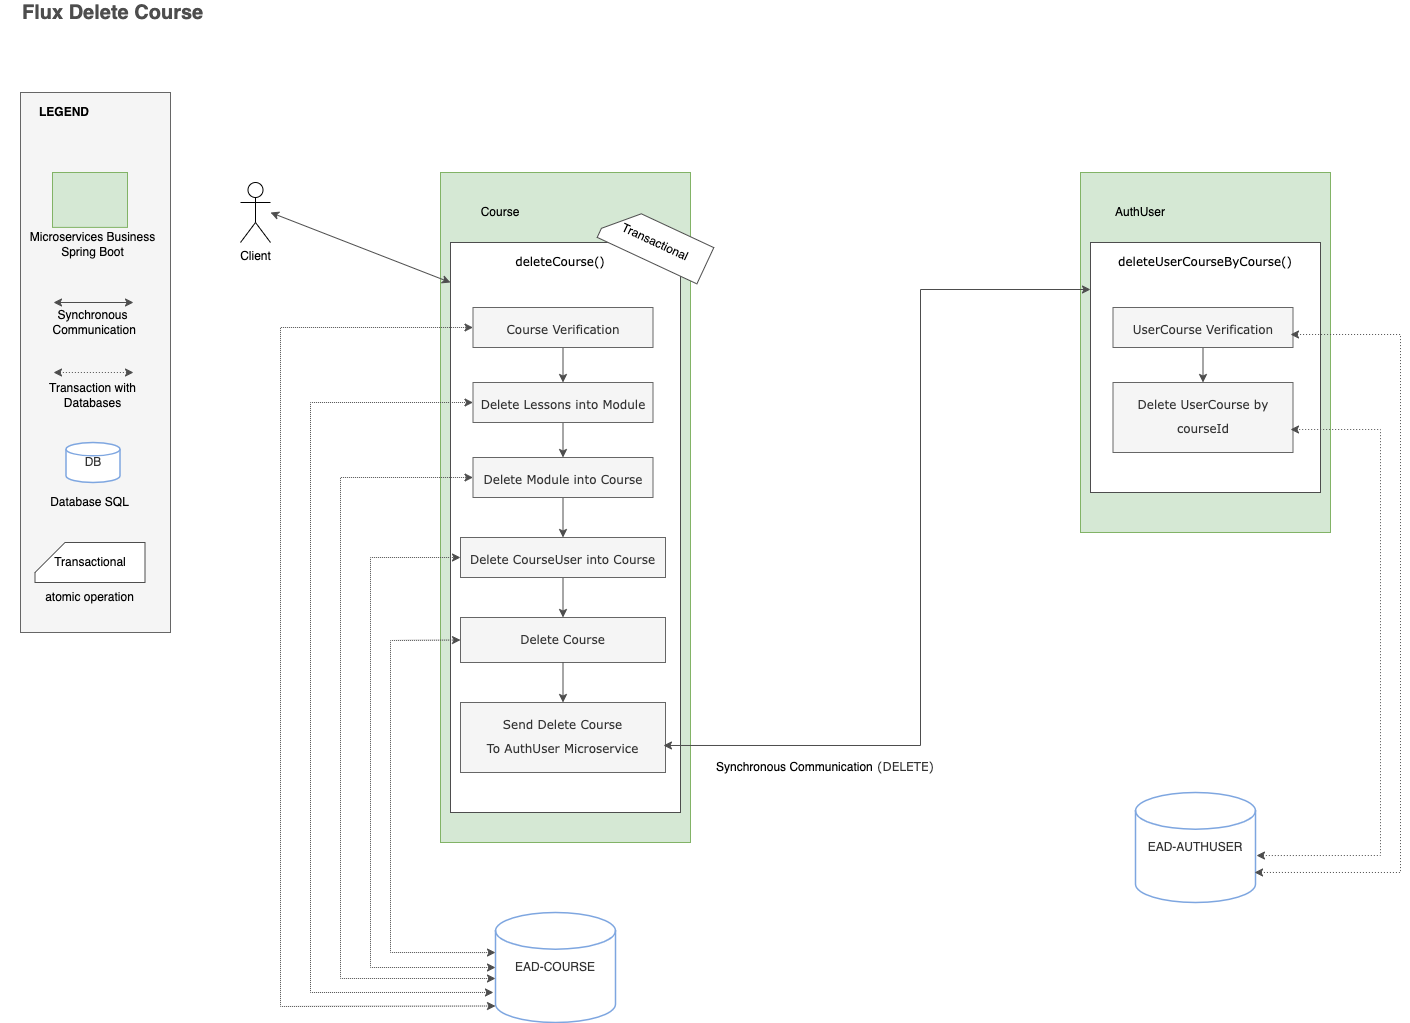 Flux Delete Course
LEGEND
Microservices Business
Spring Boot
Synchronous
Communication
Transaction with
Databases
DB
Database SQL
Transactional
atomic operation
Client
Course
Transactional
deleteCourse()
Course Verification
Delete Lessons into Module
Delete Module into Course
Delete CourseUser into Course
Delete Course
Send Delete Course
To AuthUser Microservice
Synchronous Communication (DELETE)
AuthUser
deleteUserCourseByCourse()
UserCourse Verification
Delete UserCourse by
courseId
EAD-AUTHUSER
EAD-COURSE